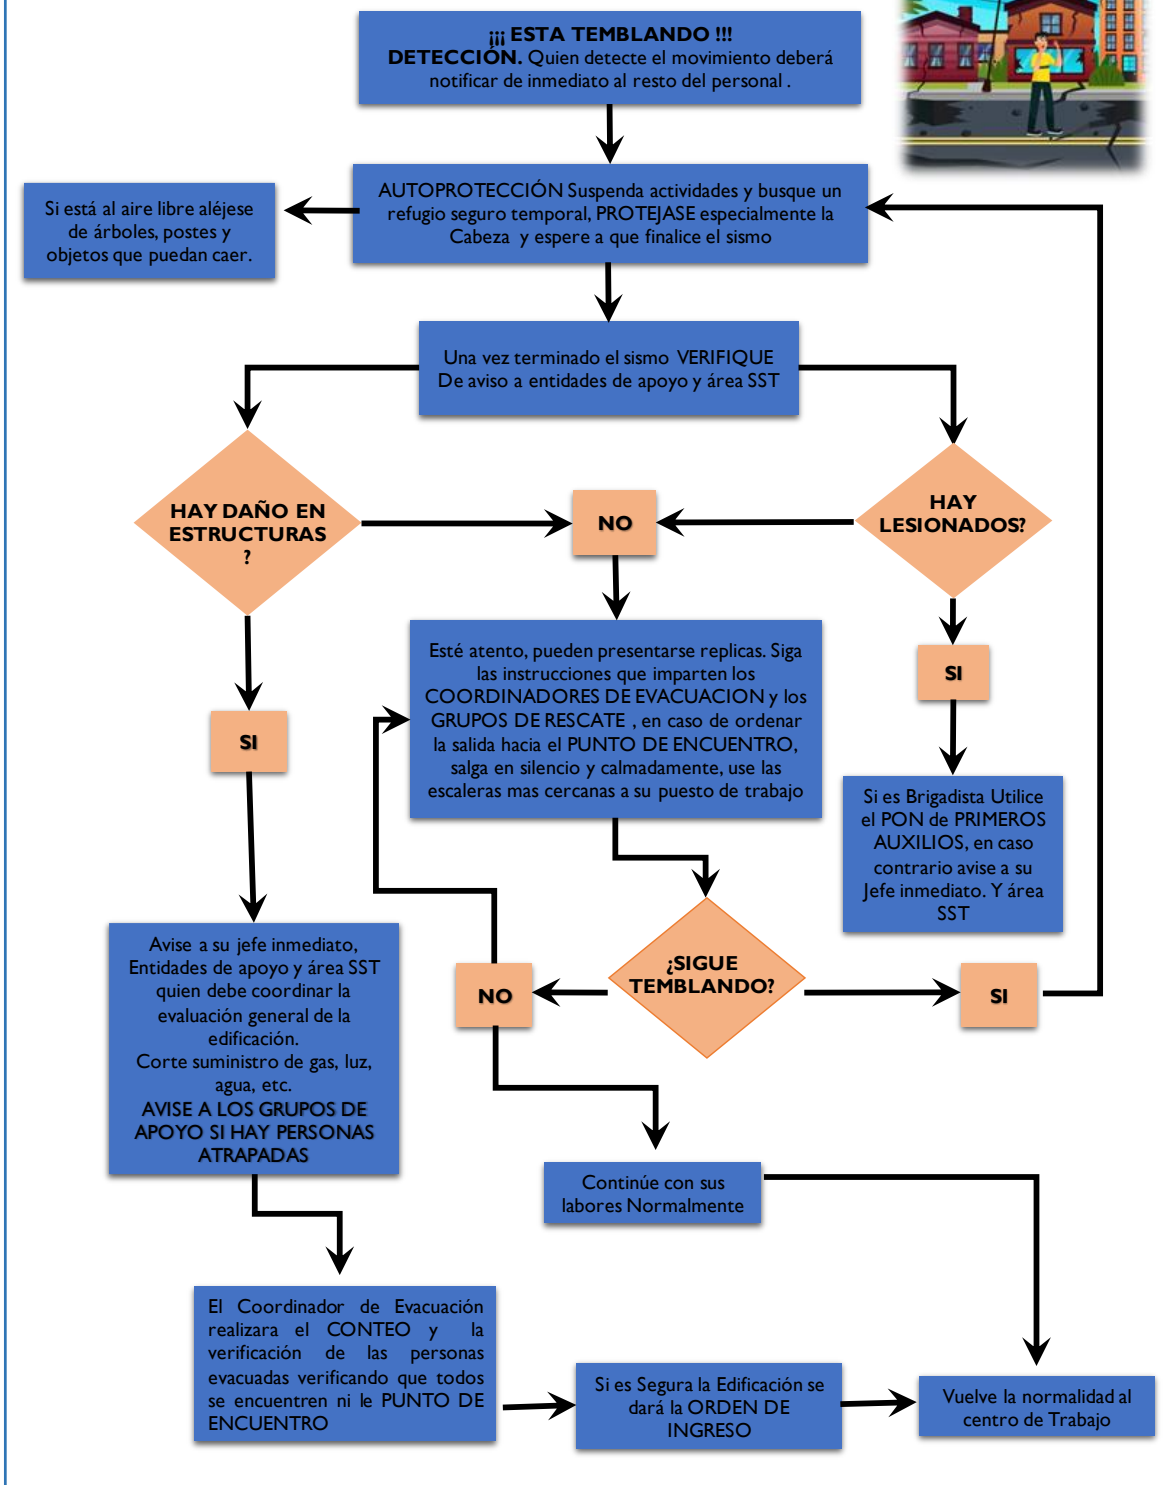 ¡¡¡ ESTA TEMBLANDO !!!
DETECCIÓN. Quien detecte el movimiento deberá
notificar de inmediato al resto del personal .
AUTOPROTECCIÓN Suspenda actividades y busque un
refugio seguro temporal, PROTEJASE especialmente la
Cabeza y espere a que finalice el sismo
Si está al aire libre aléjese
de árboles, postes y
objetos que puedan caer.
Una vez terminado el sismo VERIFIQUE
De aviso a entidades de apoyo y área SST
HAY DAÑO EN
ESTRUCTURAS
?
NO
HAY
LESIONADOS?
Esté atento, pueden presentarse replicas. Siga
las instrucciones que imparten los
COORDINADORES DE EVACUACION y los
GRUPOS DE RESCATE , en caso de ordenar
la salida hacia el PUNTO DE ENCUENTRO,
salga en silencio y calmadamente, use las
escaleras mas cercanas a su puesto de trabajo
SI
SI
Si es Brigadista Utilice
el PON de PRIMEROS
AUXILIOS, en caso
contrario avise a su
Jefe inmediato. Y área
SST
Avise a su jefe inmediato,
Entidades de apoyo y área SST
quien debe coordinar la
evaluación general de la
edificación.
Corte suministro de gas, luz,
agua, etc.
AVISE A LOS GRUPOS DE
APOYO SI HAY PERSONAS
ATRAPADAS
NO
¿SIGUE
TEMBLANDO?
SI
Continúe con sus
labores Normalmente
El Coordinador de Evacuación
realizara el CONTEO y la
verificación de las personas
evacuadas verificando que todos
se encuentren ni le PUNTO DE
ENCUENTRO
Si es Segura la Edificación se
dará la ORDEN DE
INGRESO
Vuelve la normalidad al
centro de Trabajo